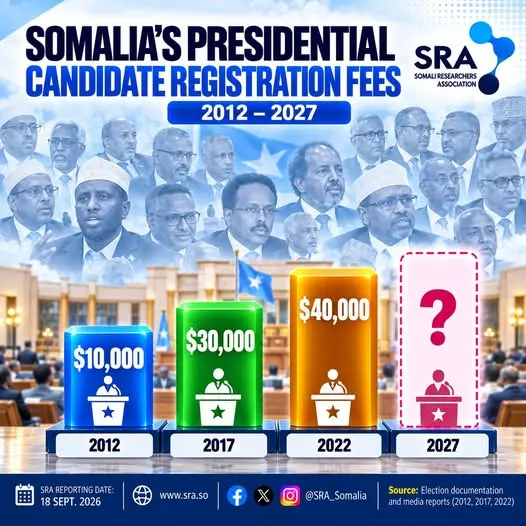 SOMALIA'S PRESIDENTIAL
CANDIDATE REGISTRATION FEES
2012 – 2027
SRA
SOMALI RESEARCHERS
ASSOCIATION
$10,000
$30,000
$40,000
?
2012
2017
2022
2027
SRA REPORTING DATE:
18 SEPT. 2026
www.sra.so
@SRA_Somalia
Source: Election documentation
and media reports (2012, 2017, 2022)